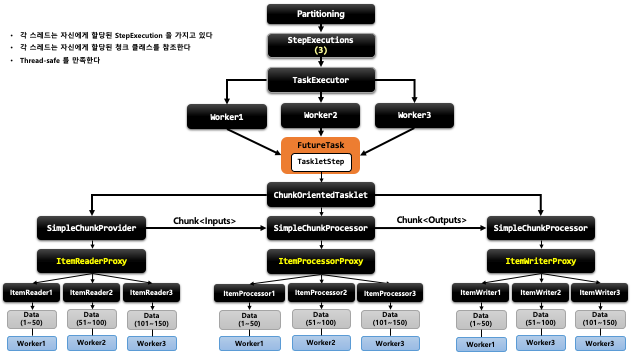 Partitioning
• 각 스레드는 자신에게 할당된 StepExecution 을 가지고 있다
• 각 스레드는 자신에게 할당된 청크 클래스를 참조한다
• Thread-safe 를 만족한다
StepExecutions
(3)
TaskExecutor
Worker1
Worker2
Worker3
FutureTask
TaskletStep
ChunkOrientedTasklet
SimpleChunkProvider
Chunk<Inputs>
SimpleChunkProcessor
Chunk<Outputs>
SimpleChunkProcessor
ItemReaderProxy
ItemProcessorProxy
ItemWriterProxy
ItemReader1
ItemReader2
ItemReader3
ItemProcessor1
ItemProcessor2
ItemProcessor3
ItemWriter1
ItemWriter2
ItemWriter3
Data
(1~50)
Data
(51~100)
Data
(101~150)
Data
(1~50)
Data
(51~100)
Data
(101~150)
Data
(1~50)
Data
(51~100)
Data
(101~150)
Worker1
Worker2
Worker3
Worker1
Worker2
Worker3
Worker1
Worker3
Worker3